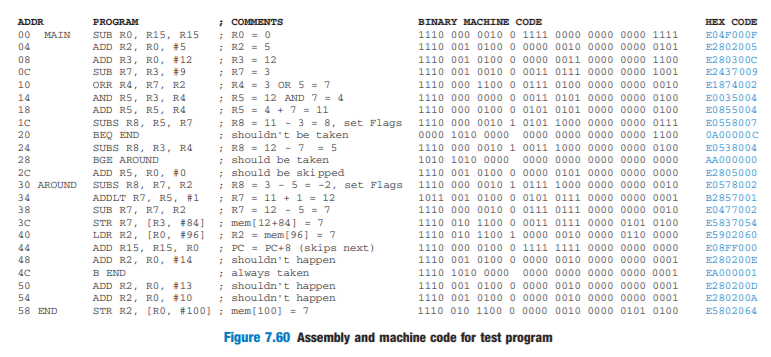 ADDR PROGRAM ; COMMENTS BINARY MACHINE CODE HEX CODE
00 MAIN SUB R0, R15, R15 ; R0 = 0 1110 000 0010 0 1111 0000 0000 0000 1111 E04F000F
04 ADD R2, R0, #5 ; R2 = 5 1110 001 0100 0 0000 0010 0000 0000 0101 E2802005
08 ADD R3, R0, #12 ; R3 = 12 1110 001 0100 0 0000 0011 0000 0000 1100 E280300C
0C SUB R7, R3, #9 ; R7 = 3 1110 001 0010 0 0011 0111 0000 0000 1001 E2437009
10 ORR R4, R7, R2 ; R4 = 3 OR 5 = 7 1110 000 1100 0 0111 0100 0000 0000 0010 E1874002
14 AND R5, R3, R4 ; R5 = 12 AND 7 = 4 1110 000 0000 0 0011 0101 0000 0000 0100 E0035004
18 ADD R5, R5, R4 ; R5 = 4 + 7 = 11 1110 000 0100 0 0101 0101 0000 0000 0100 E0855004
1C SUBS R8, R5, R7 ; R8 = 11 - 3 = 8, set Flags 1110 000 0010 1 0101 1000 0000 0000 0111 E0558007
20 BEQ END ; shouldn't be taken 0000 1010 0000 0000 0000 0000 0000 1100 0A00000C
24 SUBS R8, R3, R4 ; R8 = 12 - 7 = 5 1110 000 0010 1 0011 1000 0000 0000 0100 E0538004
28 BGE AROUND ; should be taken 1010 1010 0000 0000 0000 0000 0000 0000 AA000000
2C ADD R5, R0, #0 ; should be skipped 1110 001 0100 0 0000 0101 0000 0000 0000 E2805000
30 AROUND SUBS R8, R7, R2 ; R8 = 3 - 5 = -2, set Flags 1110 000 0010 1 0111 1000 0000 0000 0010 E0578002
34 ADDLT R7, R5, #1 ; R7 = 11 + 1 = 12 1011 001 0100 0 0101 0111 0000 0000 0001 B2857001
38 SUB R7, R7, R2 ; R7 = 12 - 5 = 7 1110 000 0010 0 0111 0111 0000 0000 0010 E0477002
3C STR R7, [R3, #84] ; mem[12+84] = 7 1110 010 1100 0 0011 0111 0000 0101 0100 E5837054
40 LDR R2, [R0, #96] ; R2 = mem[96] = 7 1110 010 1100 1 0000 0010 0000 0110 0000 E5902060
44 ADD R15, R15, R0 ; PC = PC+8 (skips next) 1110 000 0100 0 1111 1111 0000 0000 0000 E08FF000
48 ADD R2, R0, #14 ; shouldn't happen 1110 001 0100 0 0000 0010 0000 0000 0001 E280200E
4C B END ; always taken 1110 1010 0000 0000 0000 0000 0000 0001 EA000001
50 ADD R2, R0, #13 ; shouldn't happen 1110 001 0100 0 0000 0010 0000 0000 0001 E280200D
54 ADD R2, R0, #10 ; shouldn't happen 1110 001 0100 0 0000 0010 0000 0000 0001 E280200A
58 END STR R2, [R0, #100] ; mem[100] = 7 1110 010 1100 0 0000 0010 0000 0101 0100 E5802064
Figure 7.60 Assembly and machine code for test program